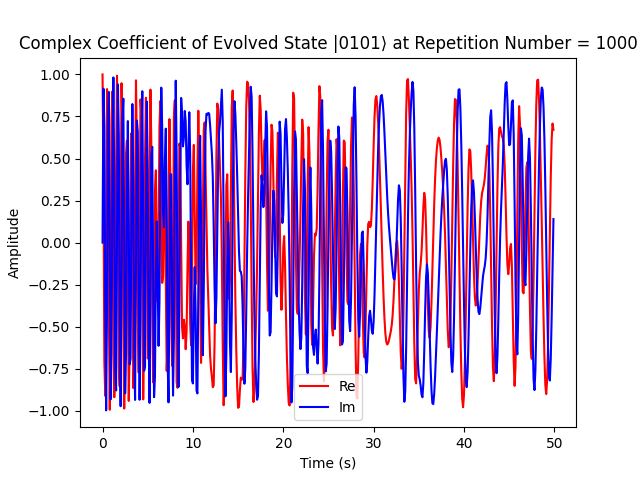 Complex Coefficient of Evolved State |0101⟩ at Repetition Number = 1000
1.00
0.75
0.50
0.25
0.00
−0.25
−0.50
−0.75
−1.00
Amplitude
Re
Im
0 10 20 30 40 50
Time (s)